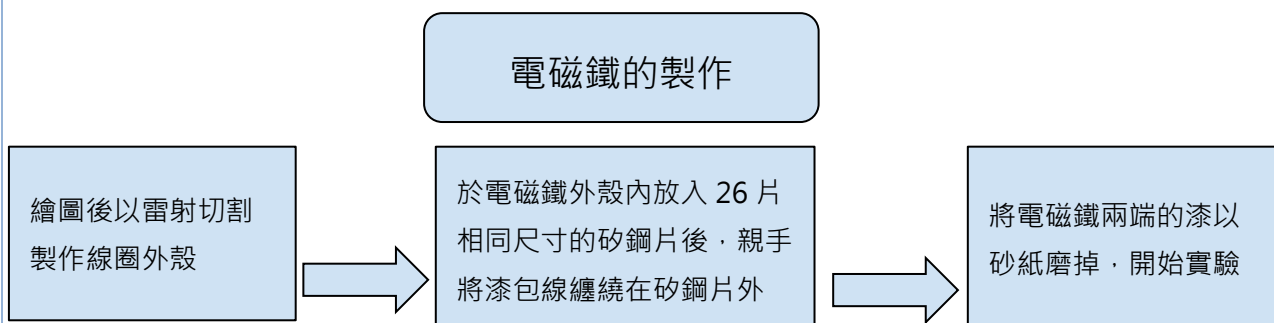 電磁鐵的製作
繪圖後以雷射切割
製作線圈外殼
於電磁鐵外殼內放入 26 片
相同尺寸的矽鋼片後，親手
將漆包線纏繞在矽鋼片外
將電磁鐵兩端的漆以
砂紙磨掉，開始實驗